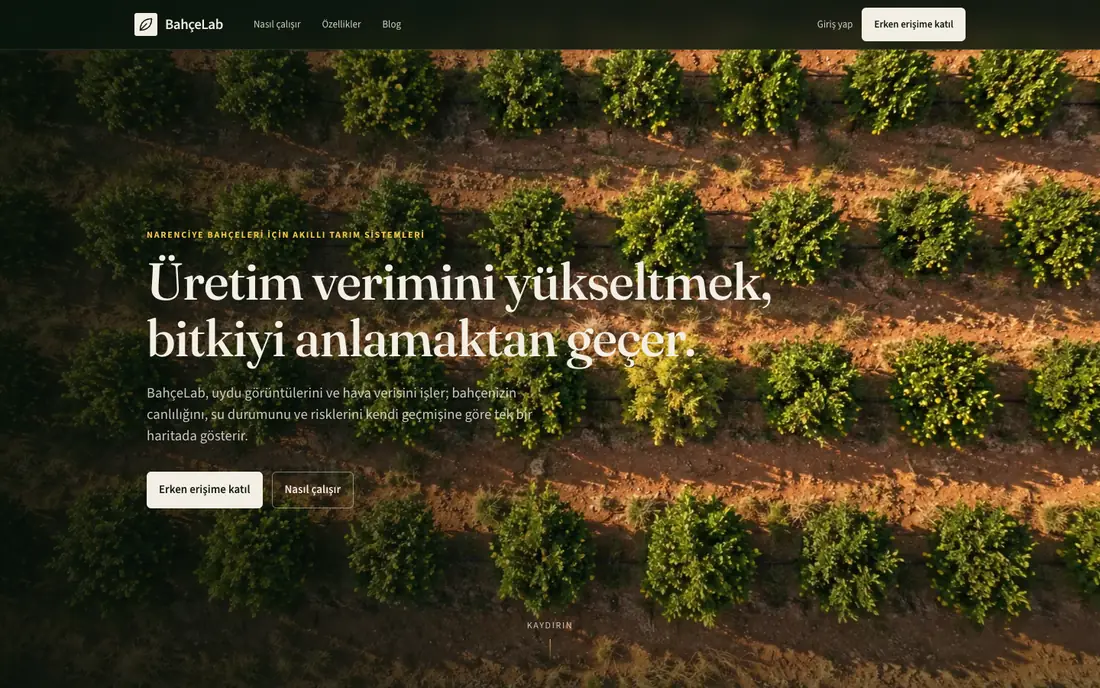 BahçeLab
Nasıl çalışır
Özellikler
Blog
Giriş yap
Erken erişime katıl
NARENCİYE BAHÇELERİ İÇİN AKILLI TARIM SİSTEMLERİ
Üretim verimini yükseltmek,
bitkiyi anlamaktan geçer.
BahçeLab, uydu görüntülerini ve hava verisini işler; bahçenizin
canlılığını, su durumunu ve risklerini kendi geçmişine göre tek bir
haritada gösterir.
Erken erişime katıl
Nasıl çalışır
KAYDIRIN